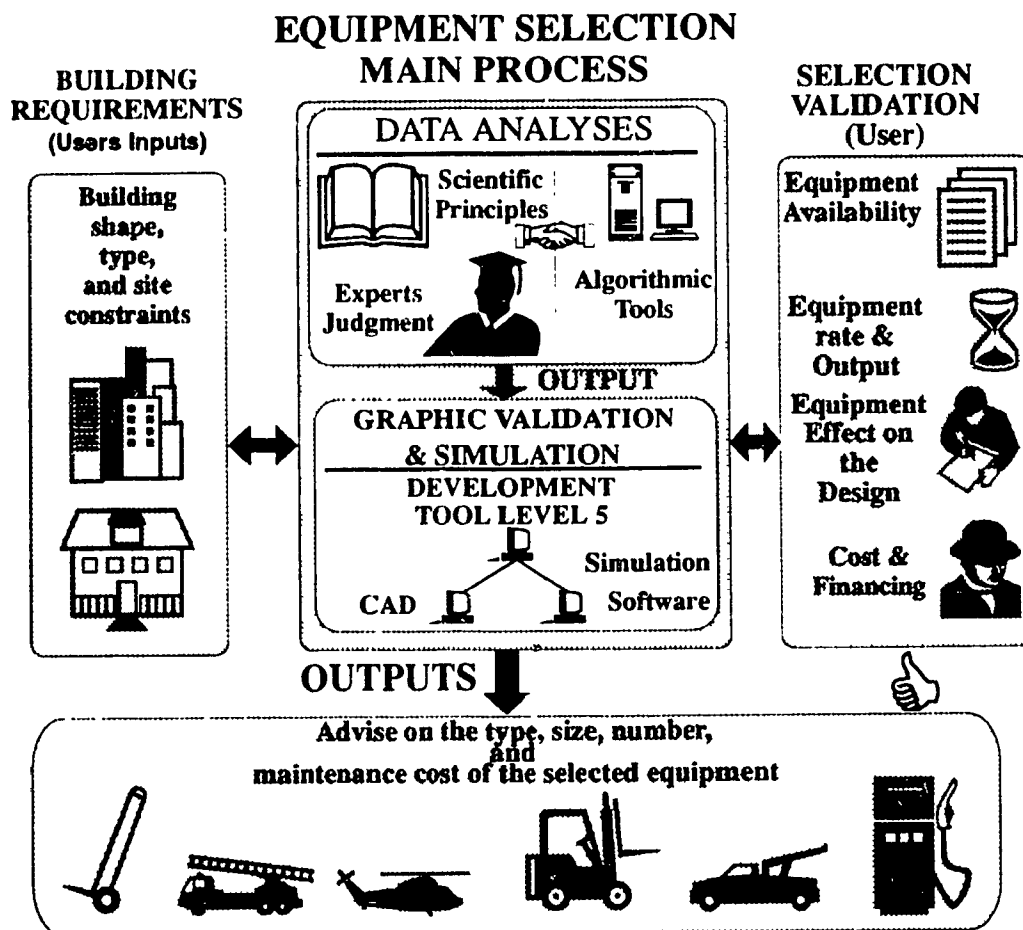 EQUIPMENT SELECTION
MAIN PROCESS
BUILDING
REQUIREMENTS
(Users Inputs)
Building
shape,
type,
and site
constraints
DATA ANALYSES
Scientific
Principles
Experts
Judgment
Algorithmic
Tools
OUTPUT
GRAPHIC VALIDATION
& SIMULATION
DEVELOPMENT
TOOL LEVEL 5
Simulation
CAD
Software
SELECTION
VALIDATION
(User)
Equipment
Availability
Equipment
rate &
Output
Equipment
Effect on
the
Design
Cost &
Financing
OUTPUTS
Advise on the type, size, number,
and
maintenance cost of the selected equipment